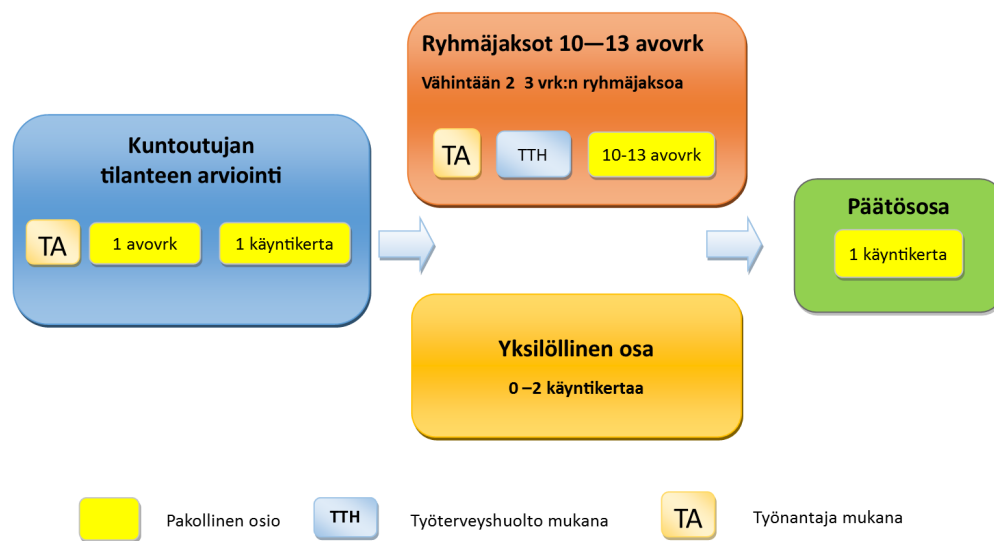 Kuntoutujan
tilanteen arviointi
TA
1 avovrk
1 käyntikerta
Ryhmäjaksot 10—13 avovrk
Vähintään 2  3 vrk:n ryhmäjaksoa
TA
TTH
10-13 avovrk
Yksilöllinen osa
0 –2 käyntikertaa
Päätösosa
1 käyntikerta
Pakollinen osio
TTH
Työterveyshuolto mukana
TA
Työnantaja mukana